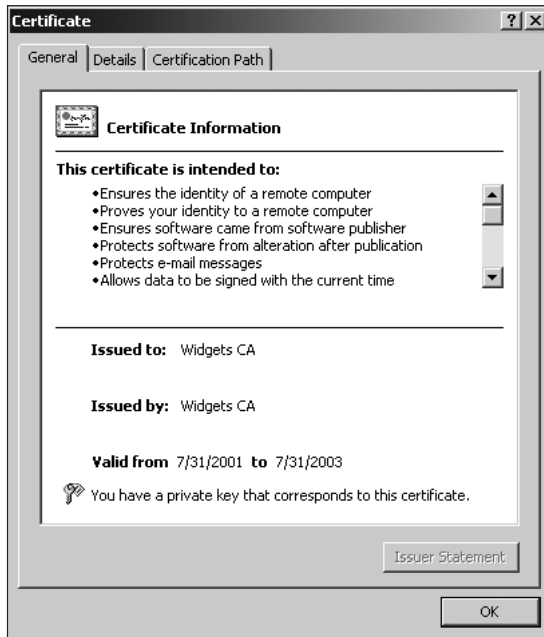 Certificate
General Details Certification Path
Certificate Information
This certificate is intended to:
•Ensures the identity of a remote computer
•Proves your identity to a remote computer
•Ensures software came from software publisher
•Protects software from alteration after publication
•Protects e-mail messages
•Allows data to be signed with the current time
Issued to: Widgets CA
Issued by: Widgets CA
Valid from 7/31/2001 to 7/31/2003
You have a private key that corresponds to this certificate.
Issuer Statement
OK